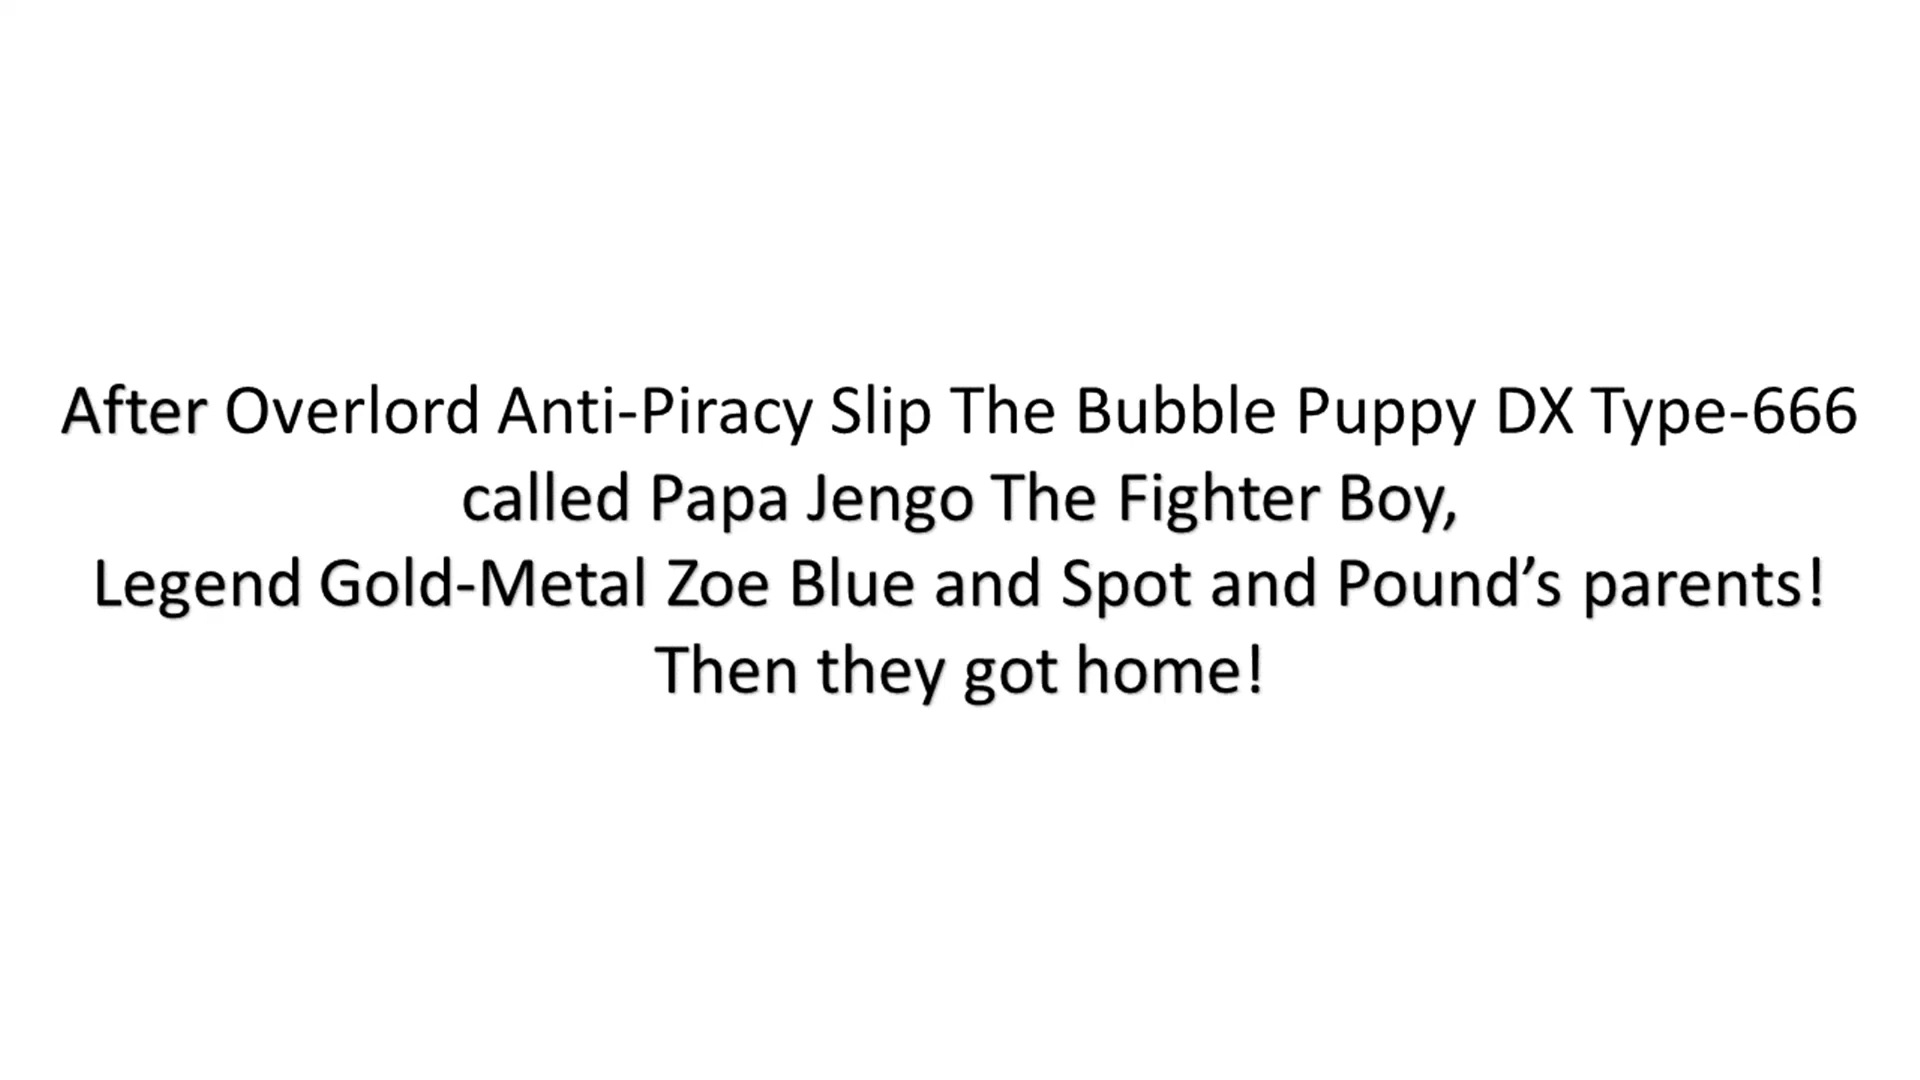 After Overlord Anti-Piracy Slip The Bubble Puppy DX Type-666
called Papa Jengo The Fighter Boy,
Legend Gold-Metal Zoe Blue and Spot and Pound’s parents!
Then they got home!